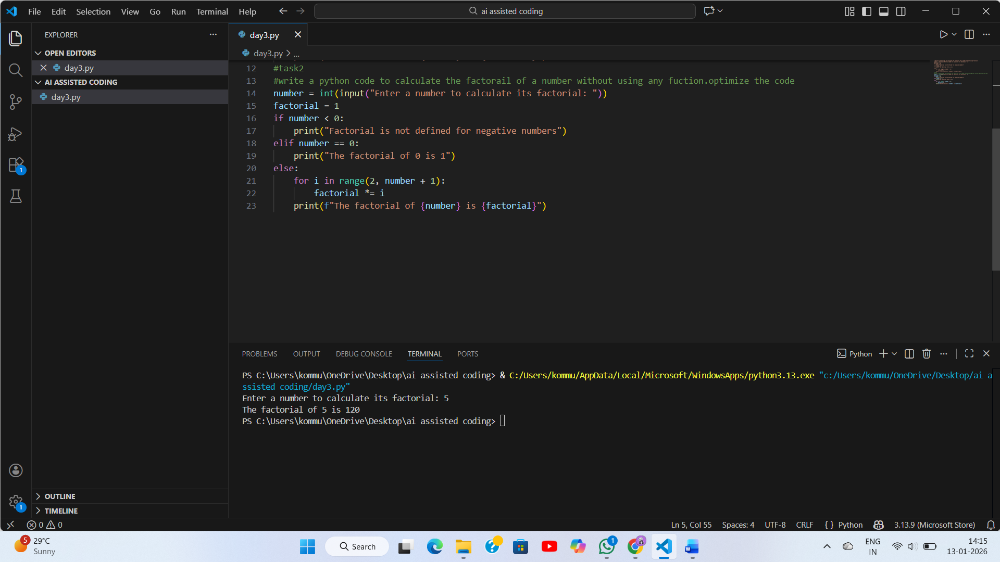 File Edit Selection View Go Run Terminal Help
ai assisted coding
EXPLORER
OPEN EDITORS
day3.py
AI ASSISTED CODING
day3.py
day3.py
day3.py > ...
12 #task2
13 #write a python code to calculate the factorail of a number without using any fuction.optimize the code
14 number = int(input("Enter a number to calculate its factorial: "))
15 factorial = 1
16 if number < 0:
17     print("Factorial is not defined for negative numbers")
18 elif number == 0:
19     print("The factorial of 0 is 1")
20 else:
21     for i in range(2, number + 1):
22         factorial *= i
23     print(f"The factorial of {number} is {factorial}")
1
PROBLEMS OUTPUT DEBUG CONSOLE TERMINAL PORTS
Python
PS C:\Users\kommu\OneDrive\Desktop\ai assisted coding> & C:/Users/kommu/AppData/Local/Microsoft/WindowsApps/python3.13.exe "c:/Users/kommu/OneDrive/Desktop/ai a
ssisted coding/day3.py"
Enter a number to calculate its factorial: 5
The factorial of 5 is 120
PS C:\Users\kommu\OneDrive\Desktop\ai assisted coding>
OUTLINE
1
TIMELINE
0 0
Ln 5, Col 55 Spaces: 4 UTF-8 CRLF {} Python 3.13.9 (Microsoft Store)
5
29°C
Sunny
Search
1
ENG
IN
14:15
13-01-2026